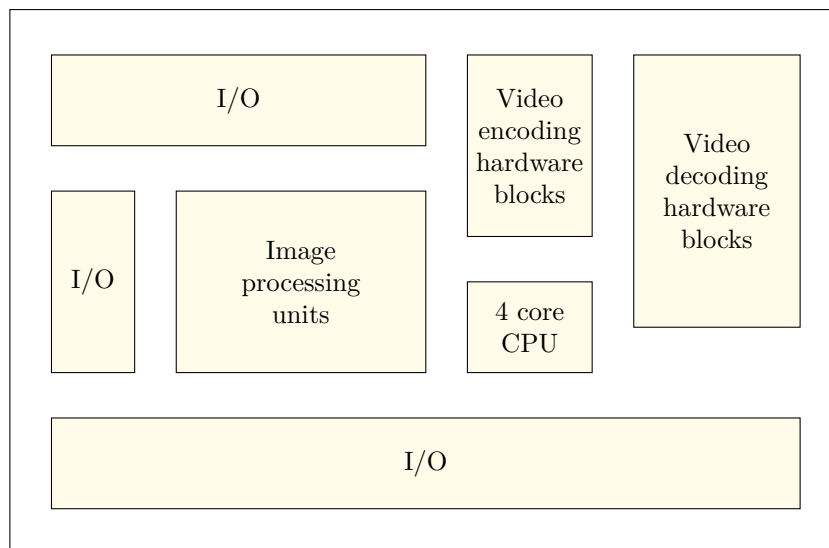 I/O
Video
encoding
hardware
blocks
Video
decoding
hardware
blocks
I/O
Image
processing
units
4 core
CPU
I/O